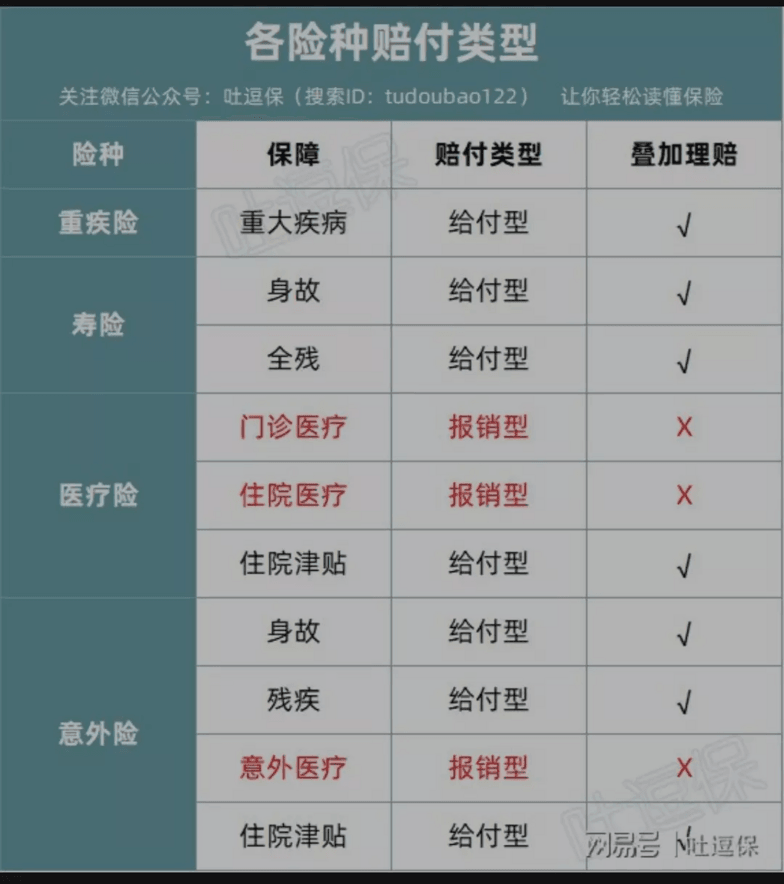 各险种赔付类型
关注微信公众号：吐逗保（搜索ID：tudoubao122） 让你轻松读懂保险
险种 保障 赔付类型 叠加理赔
重疾险 重大疾病 给付型 √
寿险 身故 给付型 √
全残 给付型 √
医疗险 门诊医疗 报销型 X
住院医疗 报销型 X
住院津贴 给付型 √
意外险 身故 给付型 √
残疾 给付型 √
意外医疗 报销型 X
住院津贴 给付型 √
吐逗保
吐逗保
网易号 | 吐逗保